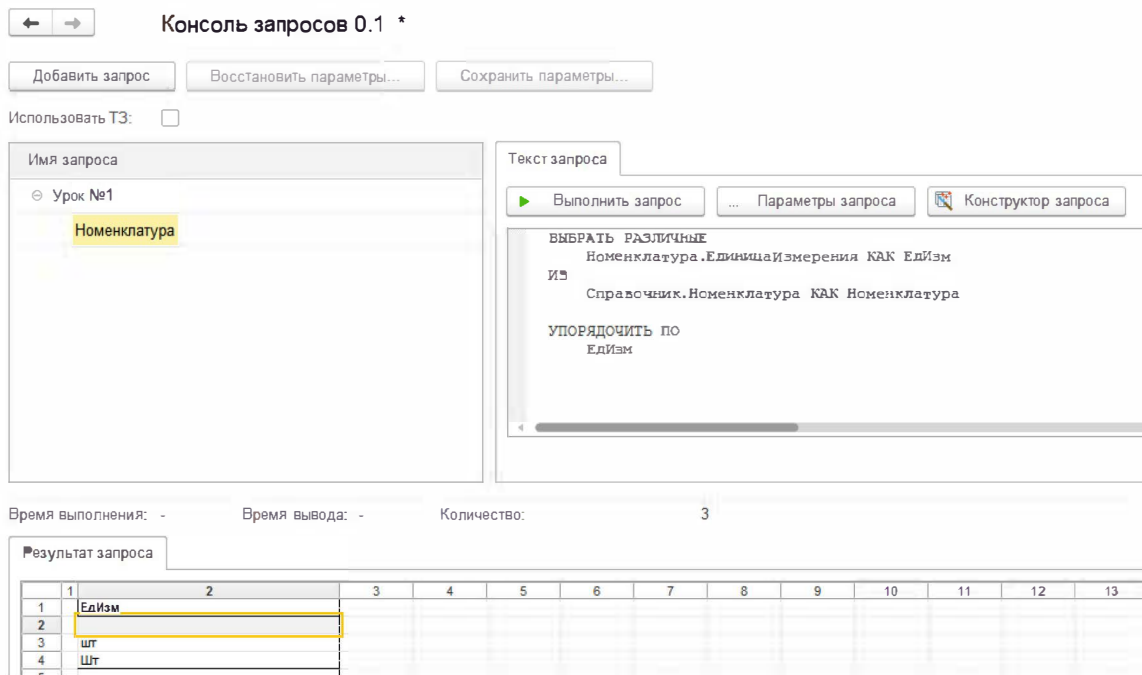 Консоль запросов 0.1 *
Добавить запрос Восстановить параметры... Сохранить параметры...
Использовать ТЗ:
Имя запроса
Урок №1
Номенклатура
Текст запроса
Выполнить запрос ... Параметры запроса Конструктор запроса
ВЫБРАТЬ РАЗЛИЧНЫЕ
Номенклатура.ЕдиницаИзмерения КАК ЕдИзм
ИЗ
Справочник.Номенклатура КАК Номенклатура
УПОРЯДОЧИТЬ ПО
ЕдИзм
Время выполнения: - Время вывода: - Количество: 3
Результат запроса
1 2 3 4 5 6 7 8 9 10 11 12 13
1 ЕдИзм
2
3 шт
4 Шт
5